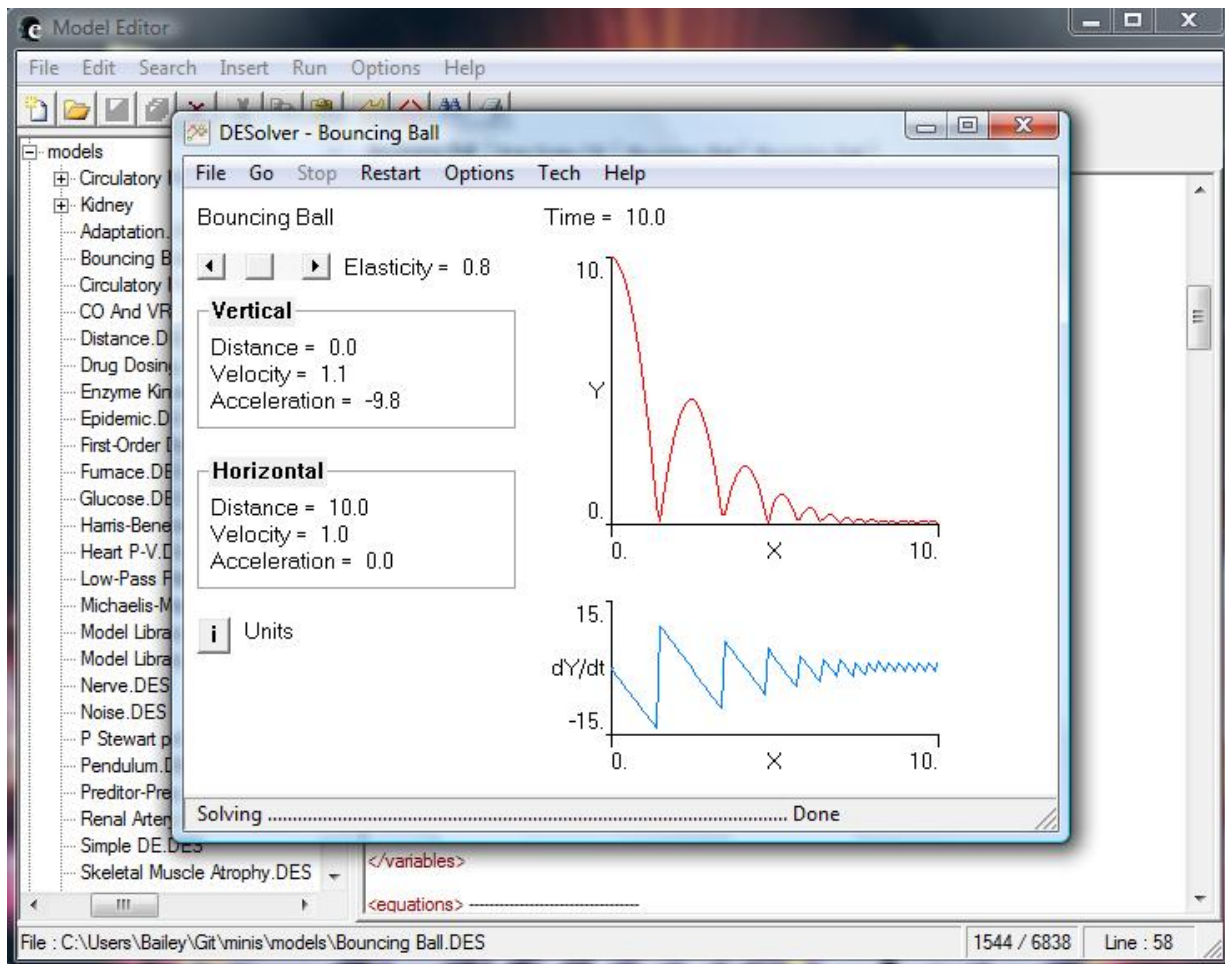 Model Editor
File Edit Search Insert Run Options Help
DESolver - Bouncing Ball
File Go Stop Restart Options Tech Help
Bouncing Ball
Time = 10.0
Elasticity = 0.8
Vertical
Distance = 0.0
Velocity = 1.1
Acceleration = -9.8
Horizontal
Distance = 10.0
Velocity = 1.0
Acceleration = 0.0
i Units
10.
Y
0.
0. X 10.
15.
dY/dt
-15.
0. X 10.
Solving ... Done
models
Circulatory
Kidney
Adaptation.
Bouncing B
Circulatory
CO And VR
Distance.D
Drug Dosin
Enzyme Kin
Epidemic.D
First-Order
Furnace.DE
Glucose.DE
Harris-Bene
Heart P-V.D
Low-Pass F
Michaelis-M
Model Libra
Model Libra
Nerve.DES
Noise.DES
P Stewart p
Pendulum.D
Preditor-Pre
Renal Artery
Simple DE.DES
Skeletal Muscle Atrophy.DES
</variables>
<equations> --------------------------------
File : C:\Users\Bailey\Git\minis\models\Bouncing Ball.DES
1544 / 6838
Line : 58